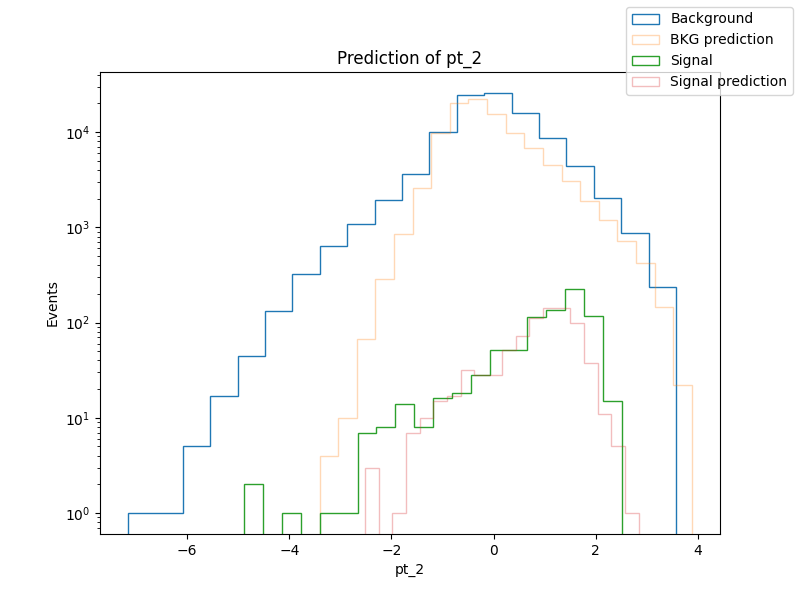 Prediction of pt_2
Background
BKG prediction
Signal
Signal prediction
Events
10⁴
10³
10²
10¹
10⁰
−6 −4 −2 0 2 4
pt_2